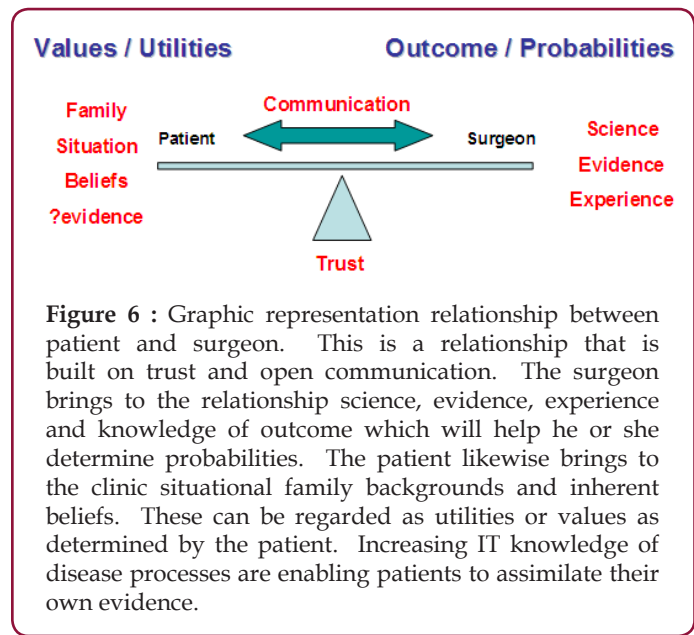 Values / Utilities Outcome / Probabilities
Family
Situation
Beliefs
?evidence
Patient
Communication
Surgeon
Science
Evidence
Experience
Trust
Figure 6 : Graphic representation relationship between
patient and surgeon. This is a relationship that is
built on trust and open communication. The surgeon
brings to the relationship science, evidence, experience
and knowledge of outcome which will help he or she
determine probabilities. The patient likewise brings to
the clinic situational family backgrounds and inherent
beliefs. These can be regarded as utilities or values as
determined by the patient. Increasing IT knowledge of
disease processes are enabling patients to assimilate their
own evidence.